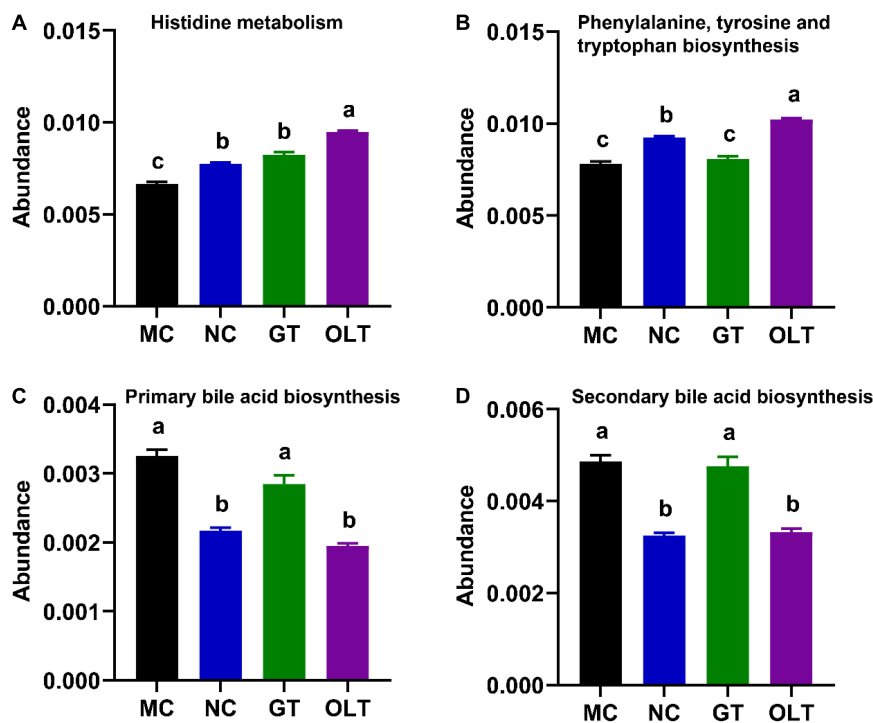 A
Histidine metabolism
0.015
0.010
0.005
0.000
Abundance
c
b
b
a
MC NC GT OLT
B
Phenylalanine, tyrosine and
tryptophan biosynthesis
0.015
0.010
0.005
0.000
Abundance
c
b
c
a
MC NC GT OLT
C
Primary bile acid biosynthesis
0.004
0.003
0.002
0.001
0.000
Abundance
a
b
a
b
MC NC GT OLT
D
Secondary bile acid biosynthesis
0.006
0.004
0.002
0.000
Abundance
a
b
a
b
MC NC GT OLT